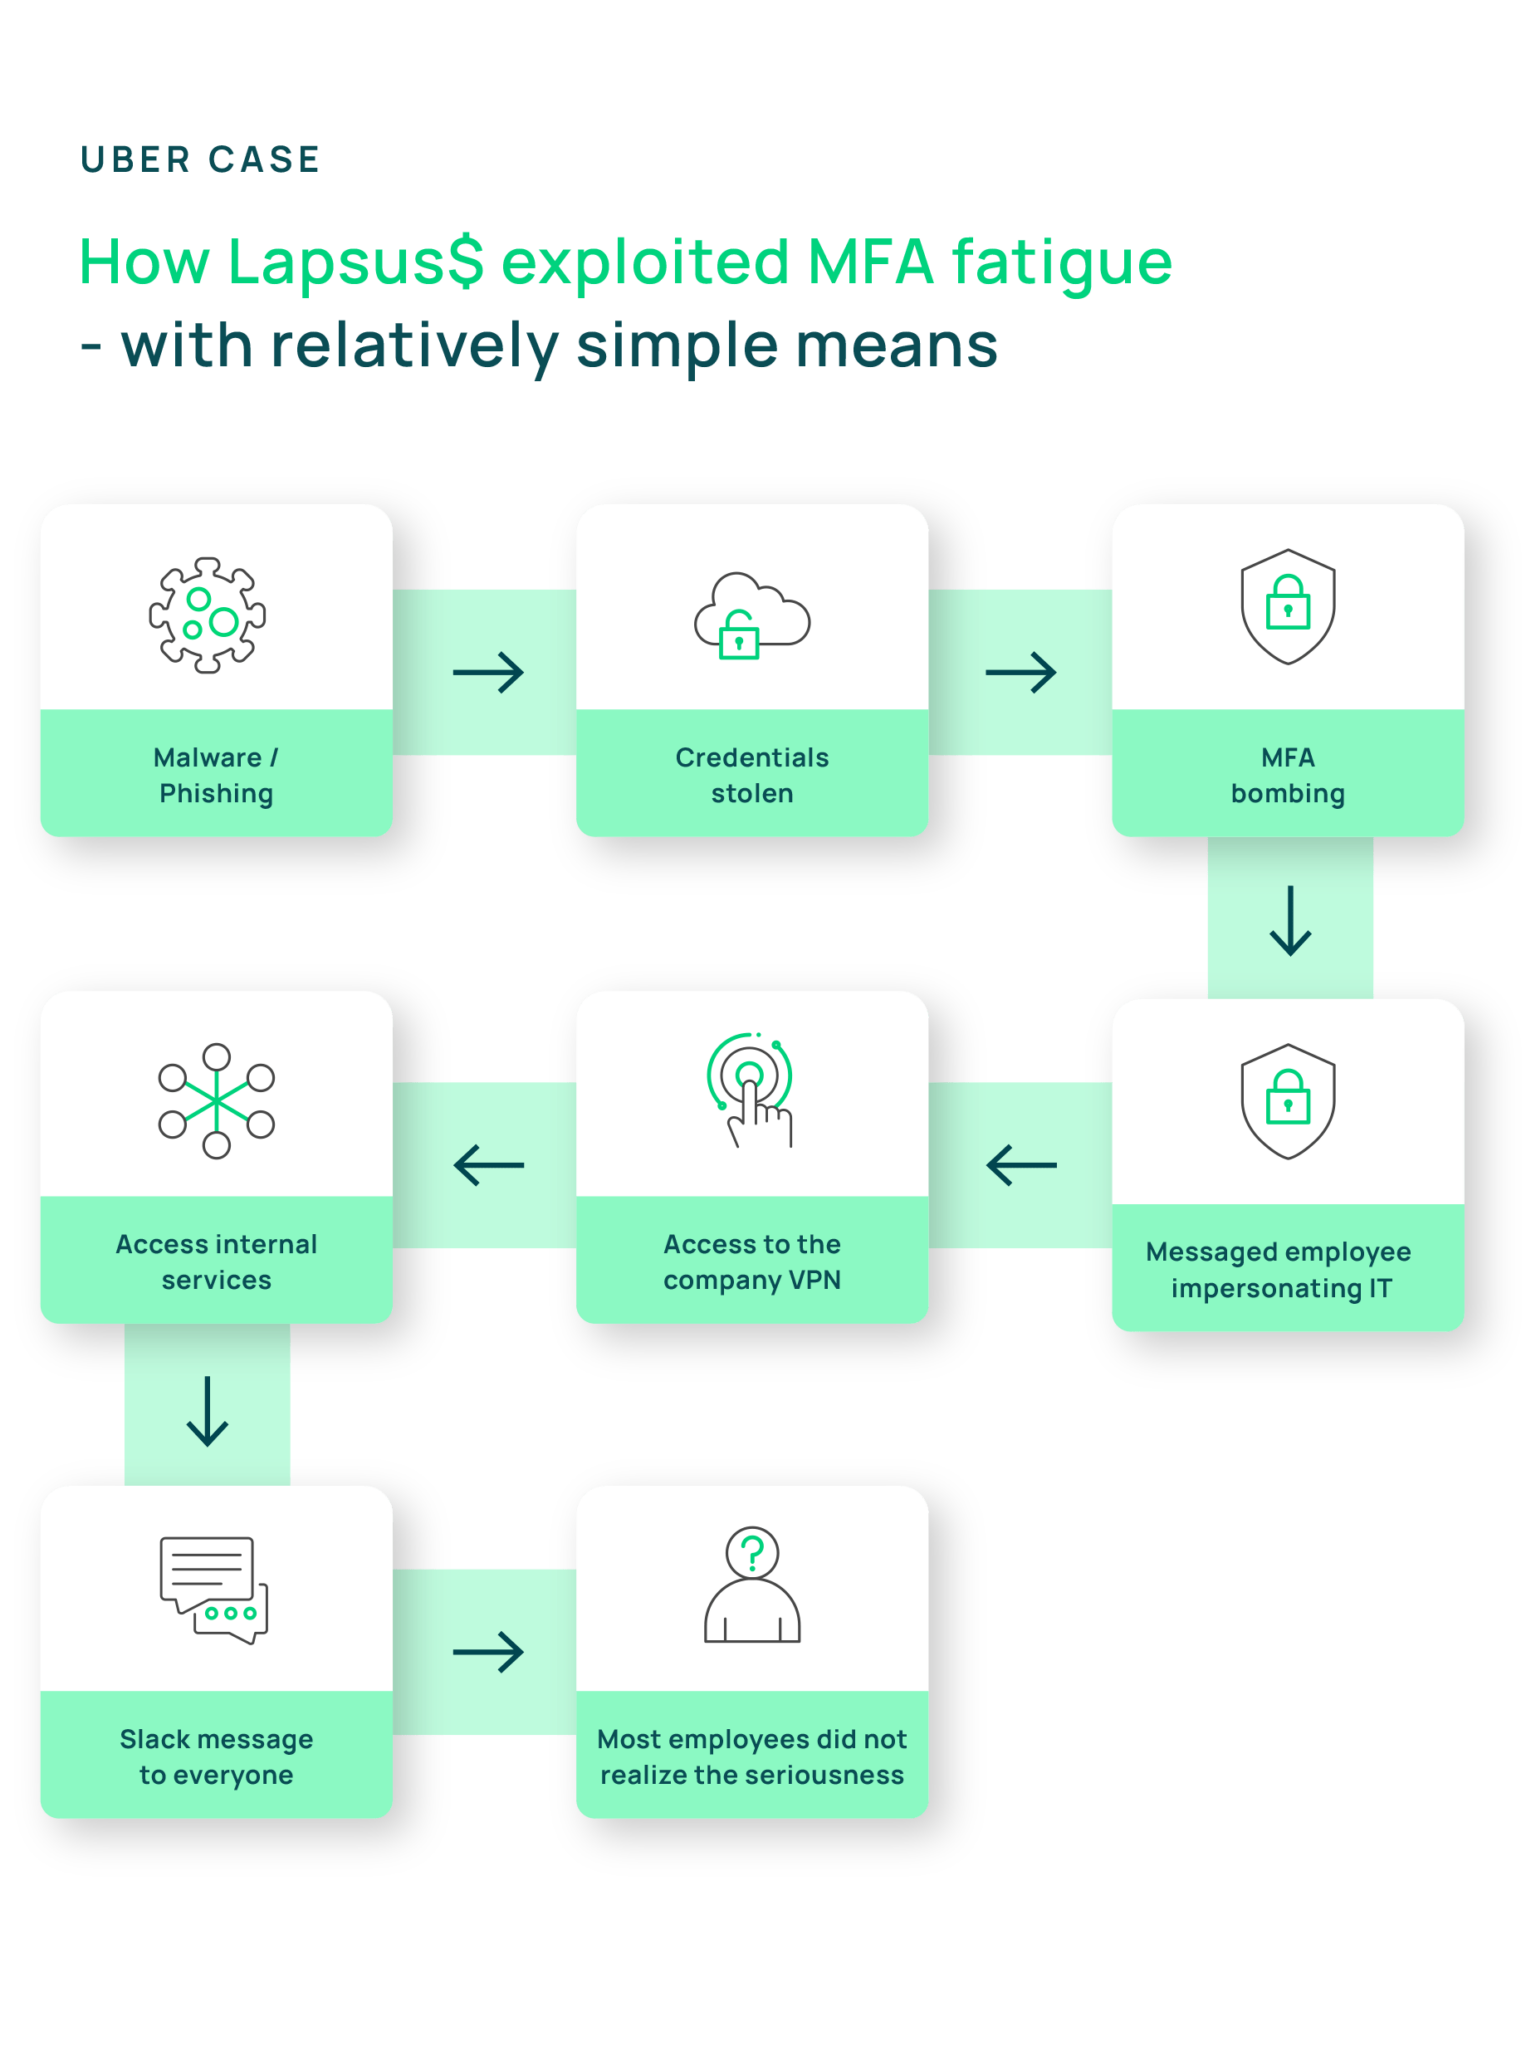 UBER CASE
How Lapsus$ exploited MFA fatigue
- with relatively simple means
Malware /
Phishing
Credentials
stolen
MFA
bombing
Messaged employee
impersonating IT
Access to the
company VPN
Access internal
services
Slack message
to everyone
Most employees did not
realize the seriousness